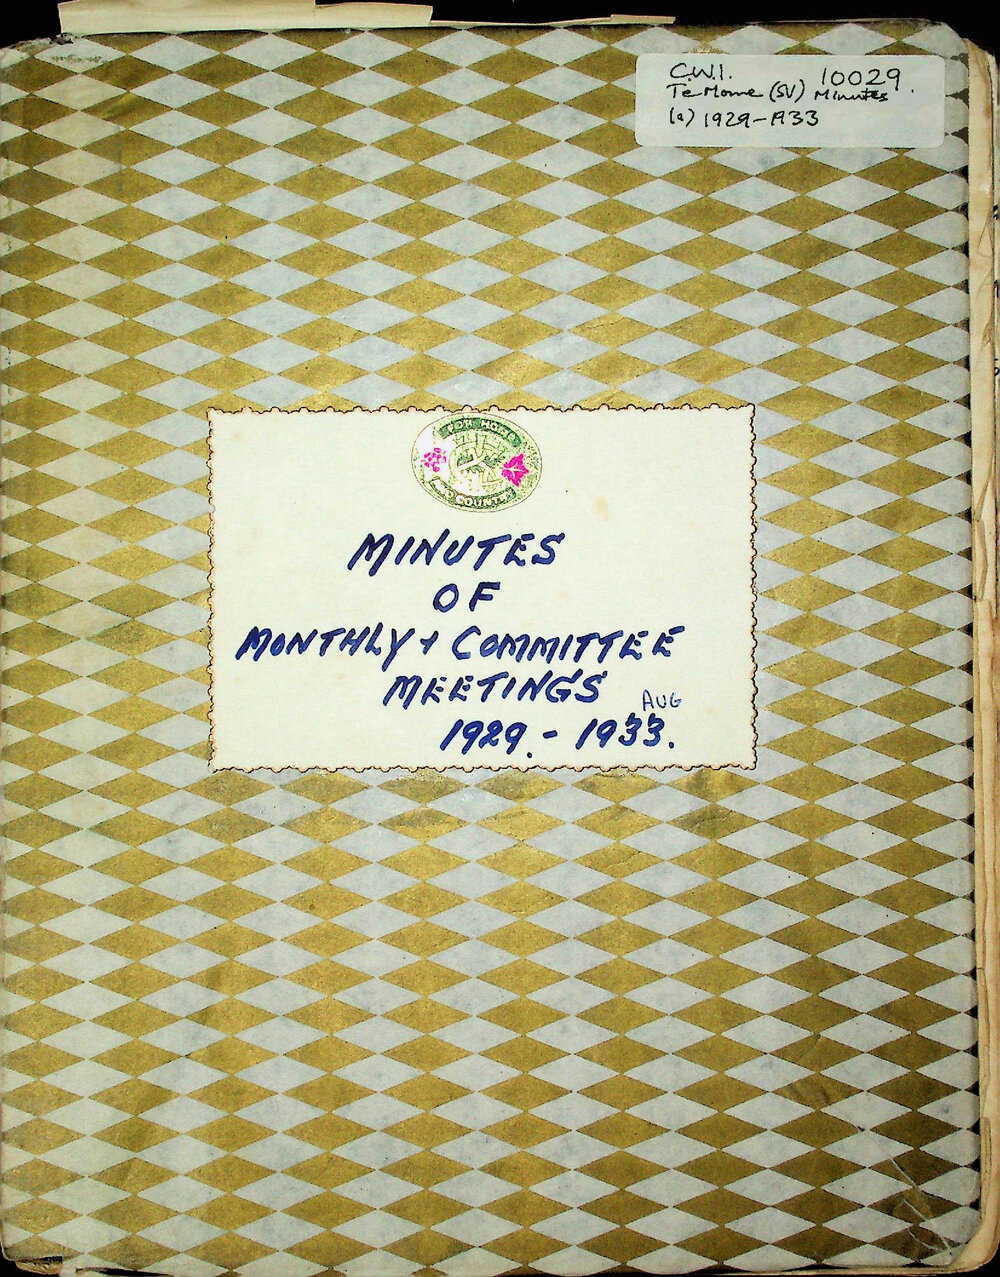 C.W.I. 10029.
Te Mome (SV) Minutes
(a) 1929-1933
FOR HOME
AND COUNTRY
MINUTES
OF
MONTHLY + COMMITTEE
MEETINGS
AUG
1929. - 1933.